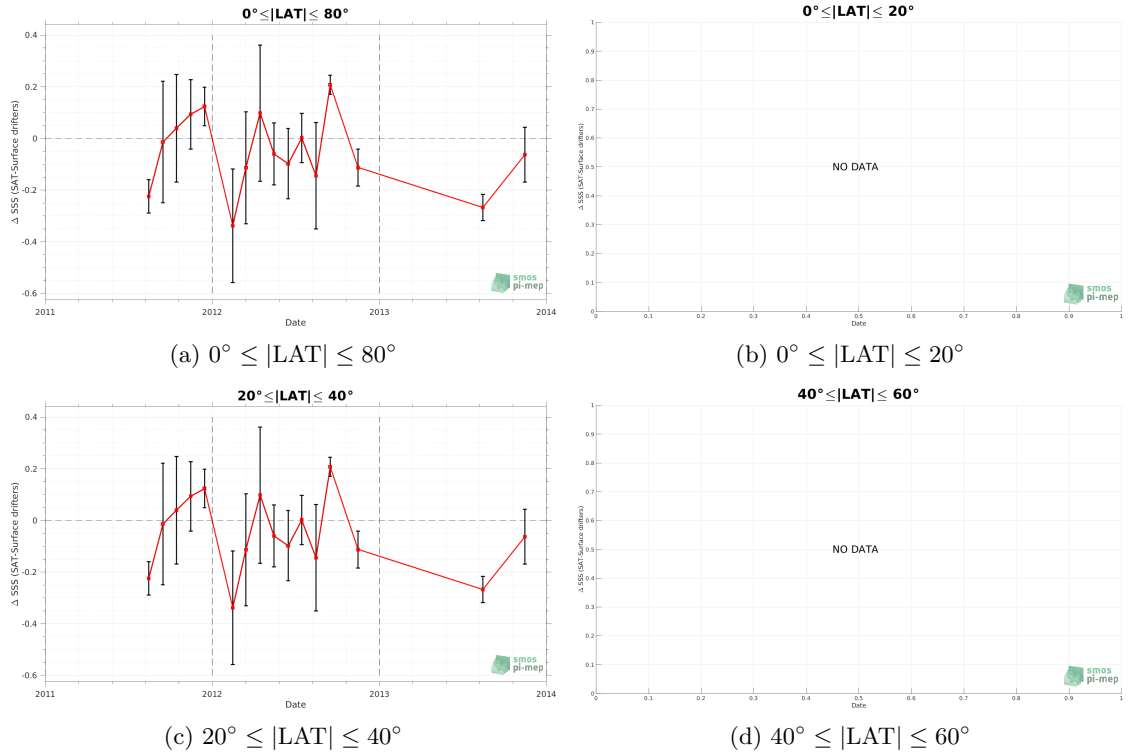 0°≤|LAT|≤ 80°
0.4
0.2
0
-0.2
-0.4
-0.6
Δ SSS (SAT-Surface drifters)
2011
2012
2013
2014
Date
smos
pi-mep
(a) 0° ≤ |LAT| ≤ 80°
0°≤|LAT|≤ 20°
1
0.9
0.8
0.7
0.6
0.5
0.4
0.3
0.2
0.1
0
Δ SSS (SAT-Surface drifters)
NO DATA
0
0.1
0.2
0.3
0.4
0.5
0.6
0.7
0.8
0.9
1
Date
smos
pi-mep
(b) 0° ≤ |LAT| ≤ 20°
20°≤|LAT|≤ 40°
0.4
0.2
0
-0.2
-0.4
-0.6
Δ SSS (SAT-Surface drifters)
2011
2012
2013
2014
Date
smos
pi-mep
(c) 20° ≤ |LAT| ≤ 40°
40°≤|LAT|≤ 60°
1
0.9
0.8
0.7
0.6
0.5
0.4
0.3
0.2
0.1
0
Δ SSS (SAT-Surface drifters)
NO DATA
0
0.1
0.2
0.3
0.4
0.5
0.6
0.7
0.8
0.9
1
Date
smos
pi-mep
(d) 40° ≤ |LAT| ≤ 60°